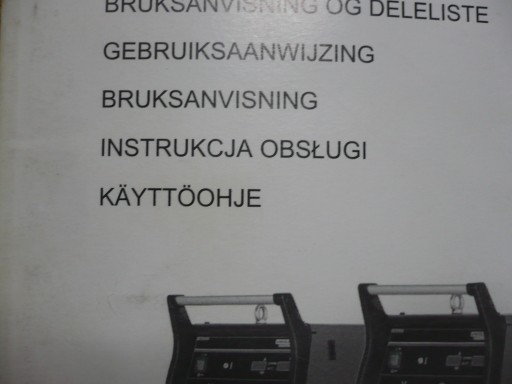 BRUKSANVISNING OG DELELISTE
GEBRUIKSAANWIJZING
BRUKSANVISNING
INSTRUKCJA OBSŁUGI
KÄYTTÖOHJE